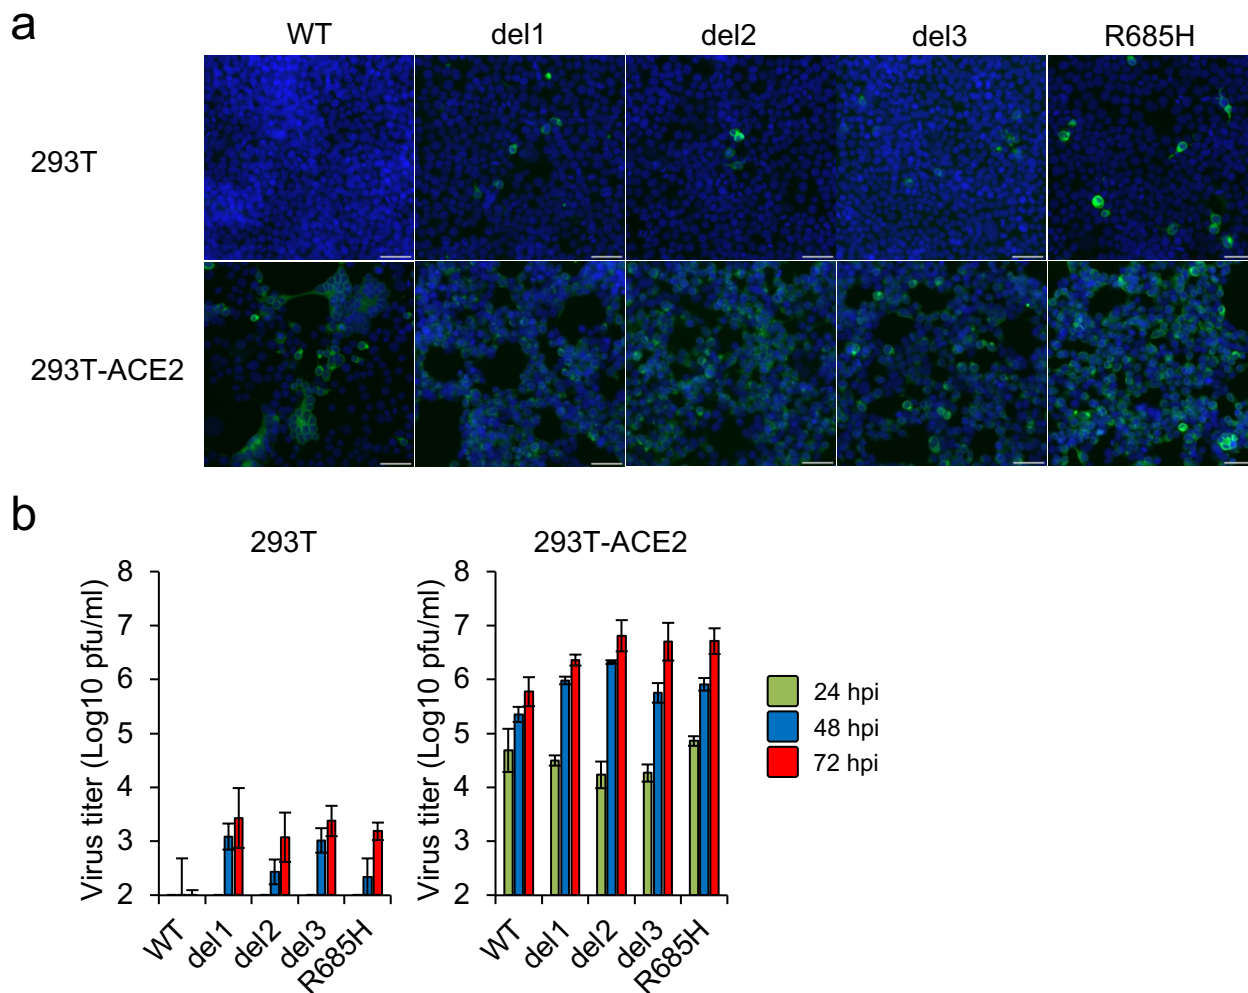 a
WT del1 del2 del3 R685H
293T
293T-ACE2
b
293T 293T-ACE2
Virus titer (Log10 pfu/ml)
8
7
6
5
4
3
2
WT del1 del2 del3 R685H
Virus titer (Log10 pfu/ml)
8
7
6
5
4
3
2
WT del1 del2 del3 R685H
24 hpi
48 hpi
72 hpi